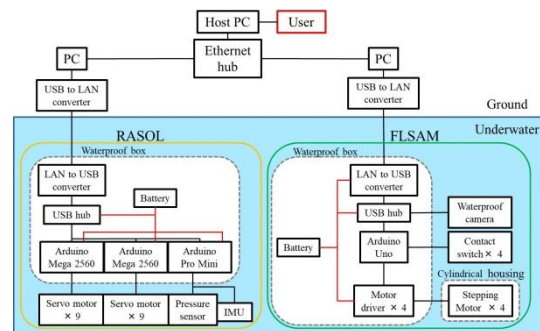 Host PC
User
Ethernet
hub
PC
PC
USB to LAN
converter
USB to LAN
converter
Ground
Underwater
RASOL
Waterproof box
LAN to USB
converter
USB hub
Battery
Arduino
Mega 2560
Arduino
Mega 2560
Arduino
Pro Mini
Servo motor
× 9
Servo motor
× 9
Pressure
sensor
IMU
FLSAM
Waterproof box
LAN to USB
converter
USB hub
Waterproof
camera
Battery
Arduino
Uno
Contact
switch× 4
Cylindrical housing
Motor
driver × 4
Stepping
Motor × 4